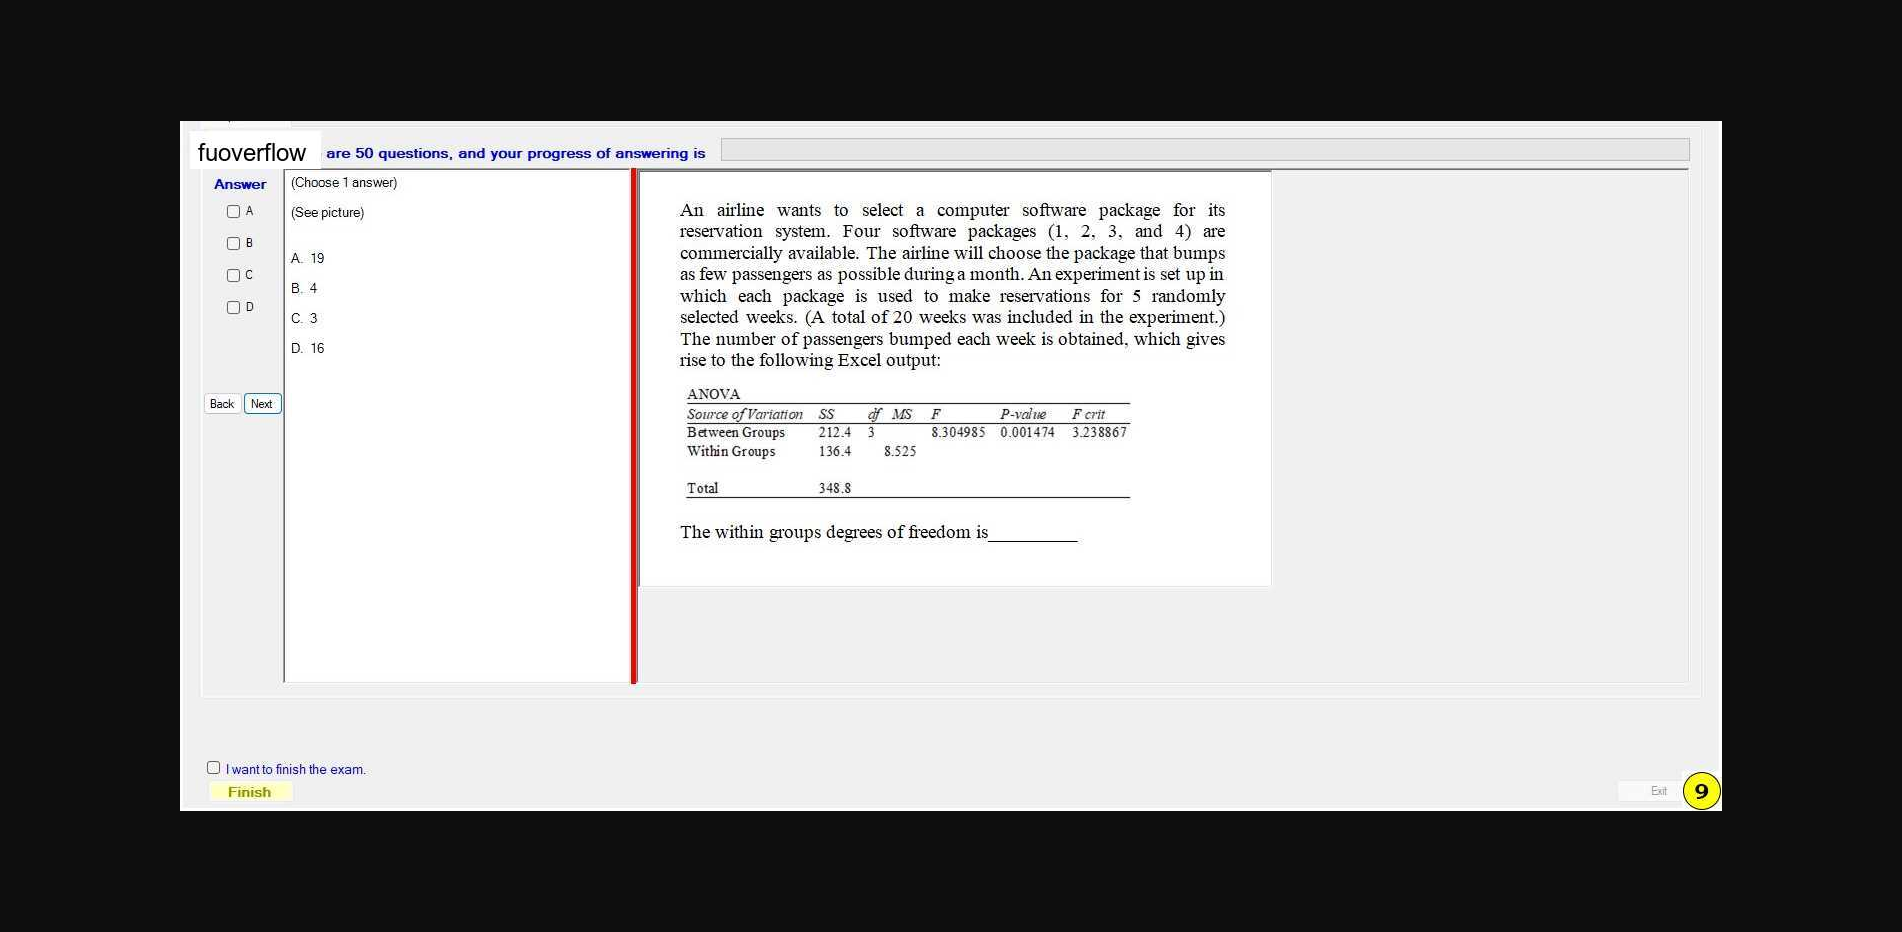 fuoverflow are 50 questions, and your progress of answering is
Answer
A
B
C
D
Back Next
(Choose 1 answer)
(See picture)
A. 19
B. 4
C. 3
D. 16
An airline wants to select a computer software package for its
reservation system. Four software packages (1, 2, 3, and 4) are
commercially available. The airline will choose the package that bumps
as few passengers as possible during a month. An experiment is set up in
which each package is used to make reservations for 5 randomly
selected weeks. (A total of 20 weeks was included in the experiment.)
The number of passengers bumped each week is obtained, which gives
rise to the following Excel output:
ANOVA
Source of Variation SS df MS F P-value F crit
Between Groups 212.4 3 8.304985 0.001474 3.238867
Within Groups 136.4 8.525
Total 348.8
The within groups degrees of freedom is__________
I want to finish the exam.
Finish
Exit 9